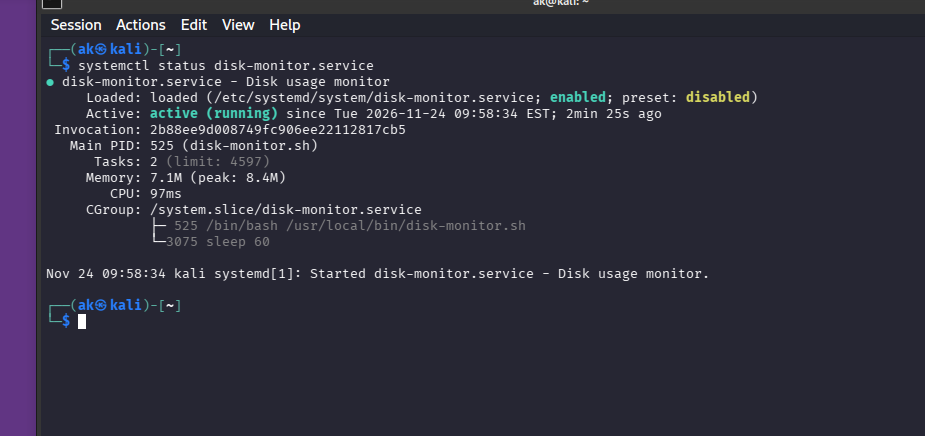 ak@kali: ~
Session Actions Edit View Help
┌──(ak㉿kali)-[~]
└─$ systemctl status disk-monitor.service
● disk-monitor.service - Disk usage monitor
     Loaded: loaded (/etc/systemd/system/disk-monitor.service; enabled; preset: disabled)
     Active: active (running) since Tue 2026-11-24 09:58:34 EST; 2min 25s ago
 Invocation: 2b88ee9d008749fc906ee22112817cb5
   Main PID: 525 (disk-monitor.sh)
      Tasks: 2 (limit: 4597)
     Memory: 7.1M (peak: 8.4M)
        CPU: 97ms
     CGroup: /system.slice/disk-monitor.service
             ├─ 525 /bin/bash /usr/local/bin/disk-monitor.sh
             └─3075 sleep 60
Nov 24 09:58:34 kali systemd[1]: Started disk-monitor.service - Disk usage monitor.
┌──(ak㉿kali)-[~]
└─$